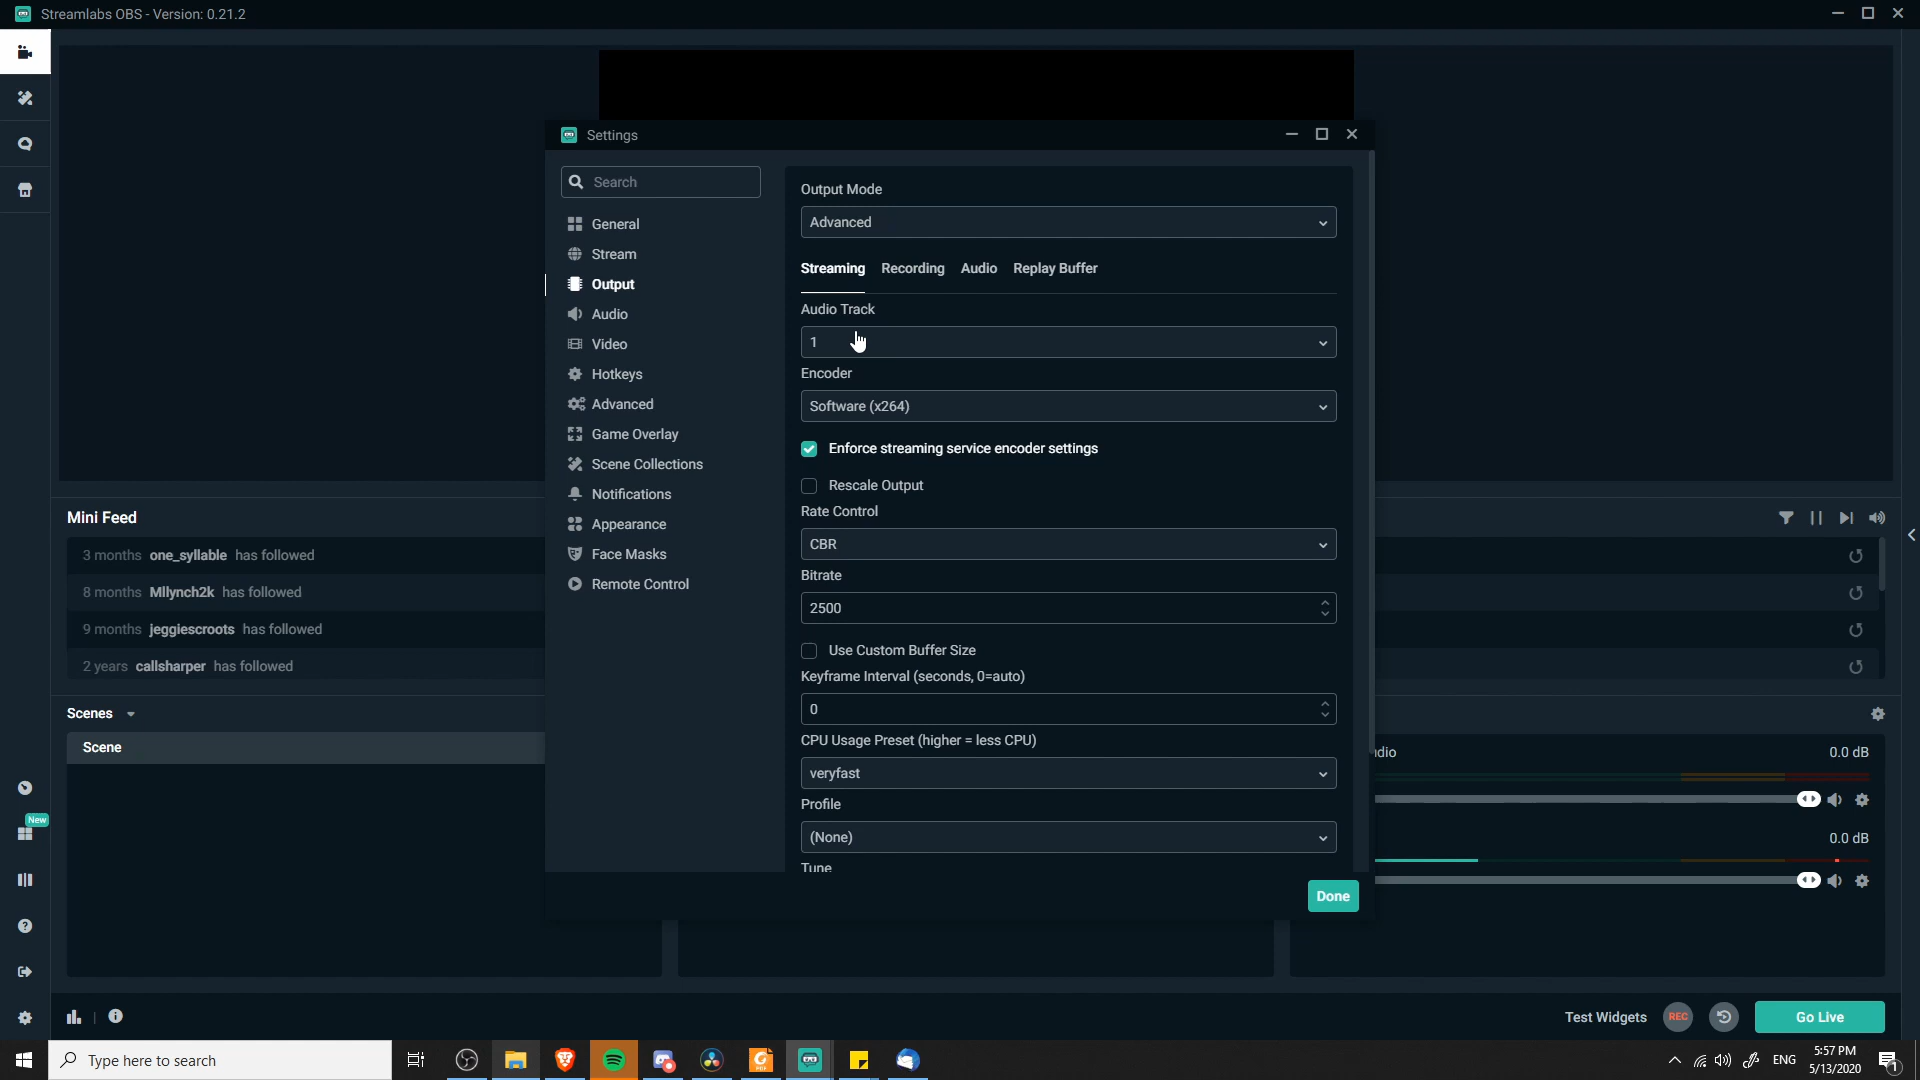 Streamlabs OBS - Version: 0.21.2
Settings
Search
General
Stream
Output
Audio
Video
Hotkeys
Advanced
Game Overlay
Scene Collections
Notifications
Appearance
Face Masks
Remote Control
Output Mode
Advanced
Streaming Recording Audio Replay Buffer
Audio Track
1
Encoder
Software (x264)
Enforce streaming service encoder settings
Rescale Output
Rate Control
CBR
Bitrate
2500
Use Custom Buffer Size
Keyframe Interval (seconds, 0=auto)
0
CPU Usage Preset (higher = less CPU)
veryfast
Profile
(None)
Tune
Done
Mini Feed
3 months one_syllable has followed
8 months Mllynch2k has followed
9 months jeggiescroots has followed
2 years callsharper has followed
Scenes
Scene
dio
0.0 dB
0.0 dB
New
Test Widgets
REC
Go Live
Type here to search
ENG
5:57 PM
5/13/2020
1